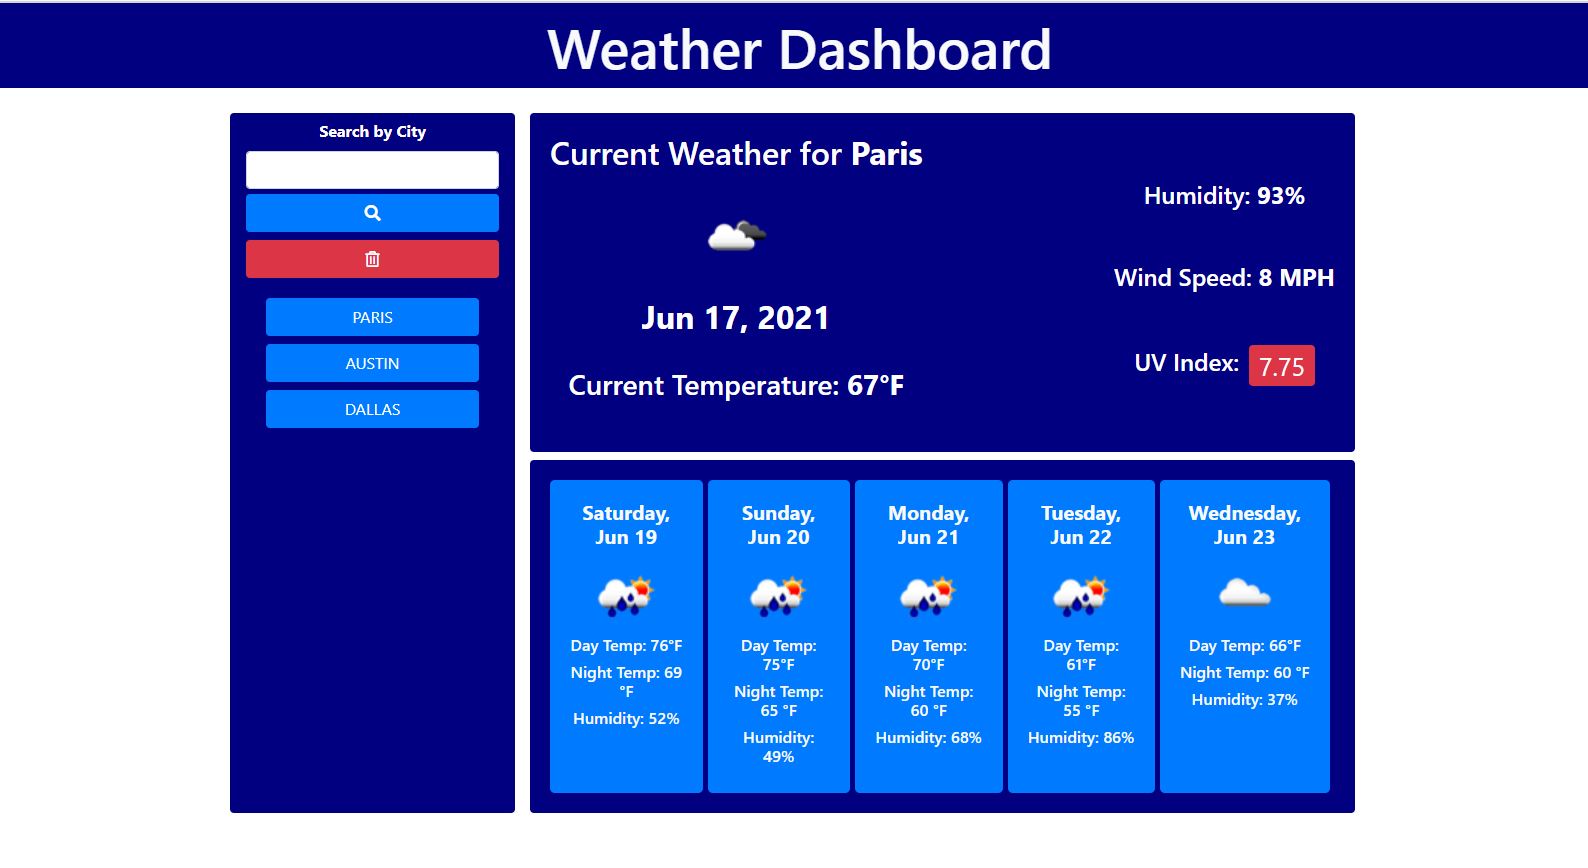 Weather Dashboard
Search by City
PARIS
AUSTIN
DALLAS
Current Weather for Paris
Jun 17, 2021
Current Temperature: 67°F
Humidity: 93%
Wind Speed: 8 MPH
UV Index: 7.75
Saturday,
Jun 19
Day Temp: 76°F
Night Temp: 69
°F
Humidity: 52%
Sunday,
Jun 20
Day Temp:
75°F
Night Temp:
65 °F
Humidity:
49%
Monday,
Jun 21
Day Temp:
70°F
Night Temp:
60 °F
Humidity: 68%
Tuesday,
Jun 22
Day Temp:
61°F
Night Temp:
55 °F
Humidity: 86%
Wednesday,
Jun 23
Day Temp: 66°F
Night Temp: 60 °F
Humidity: 37%